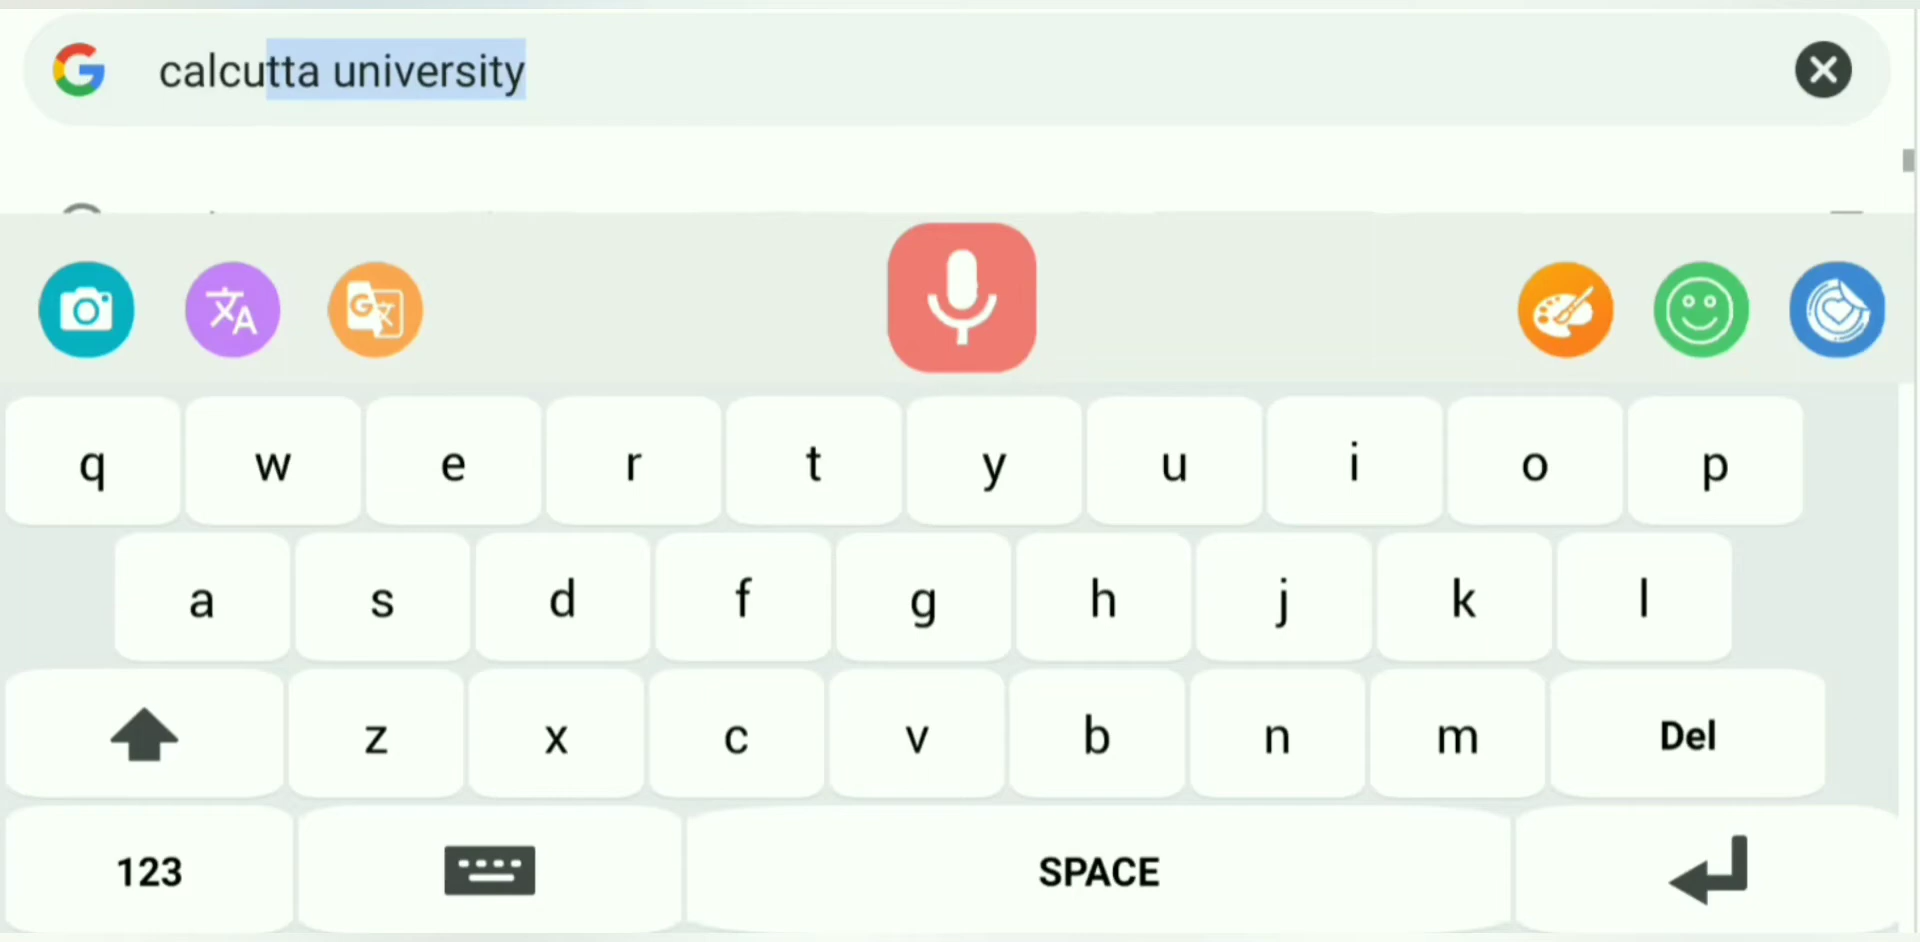 calcutta university
q w e r t y u i o p
a s d f g h j k l
z x c v b n m Del
123 SPACE